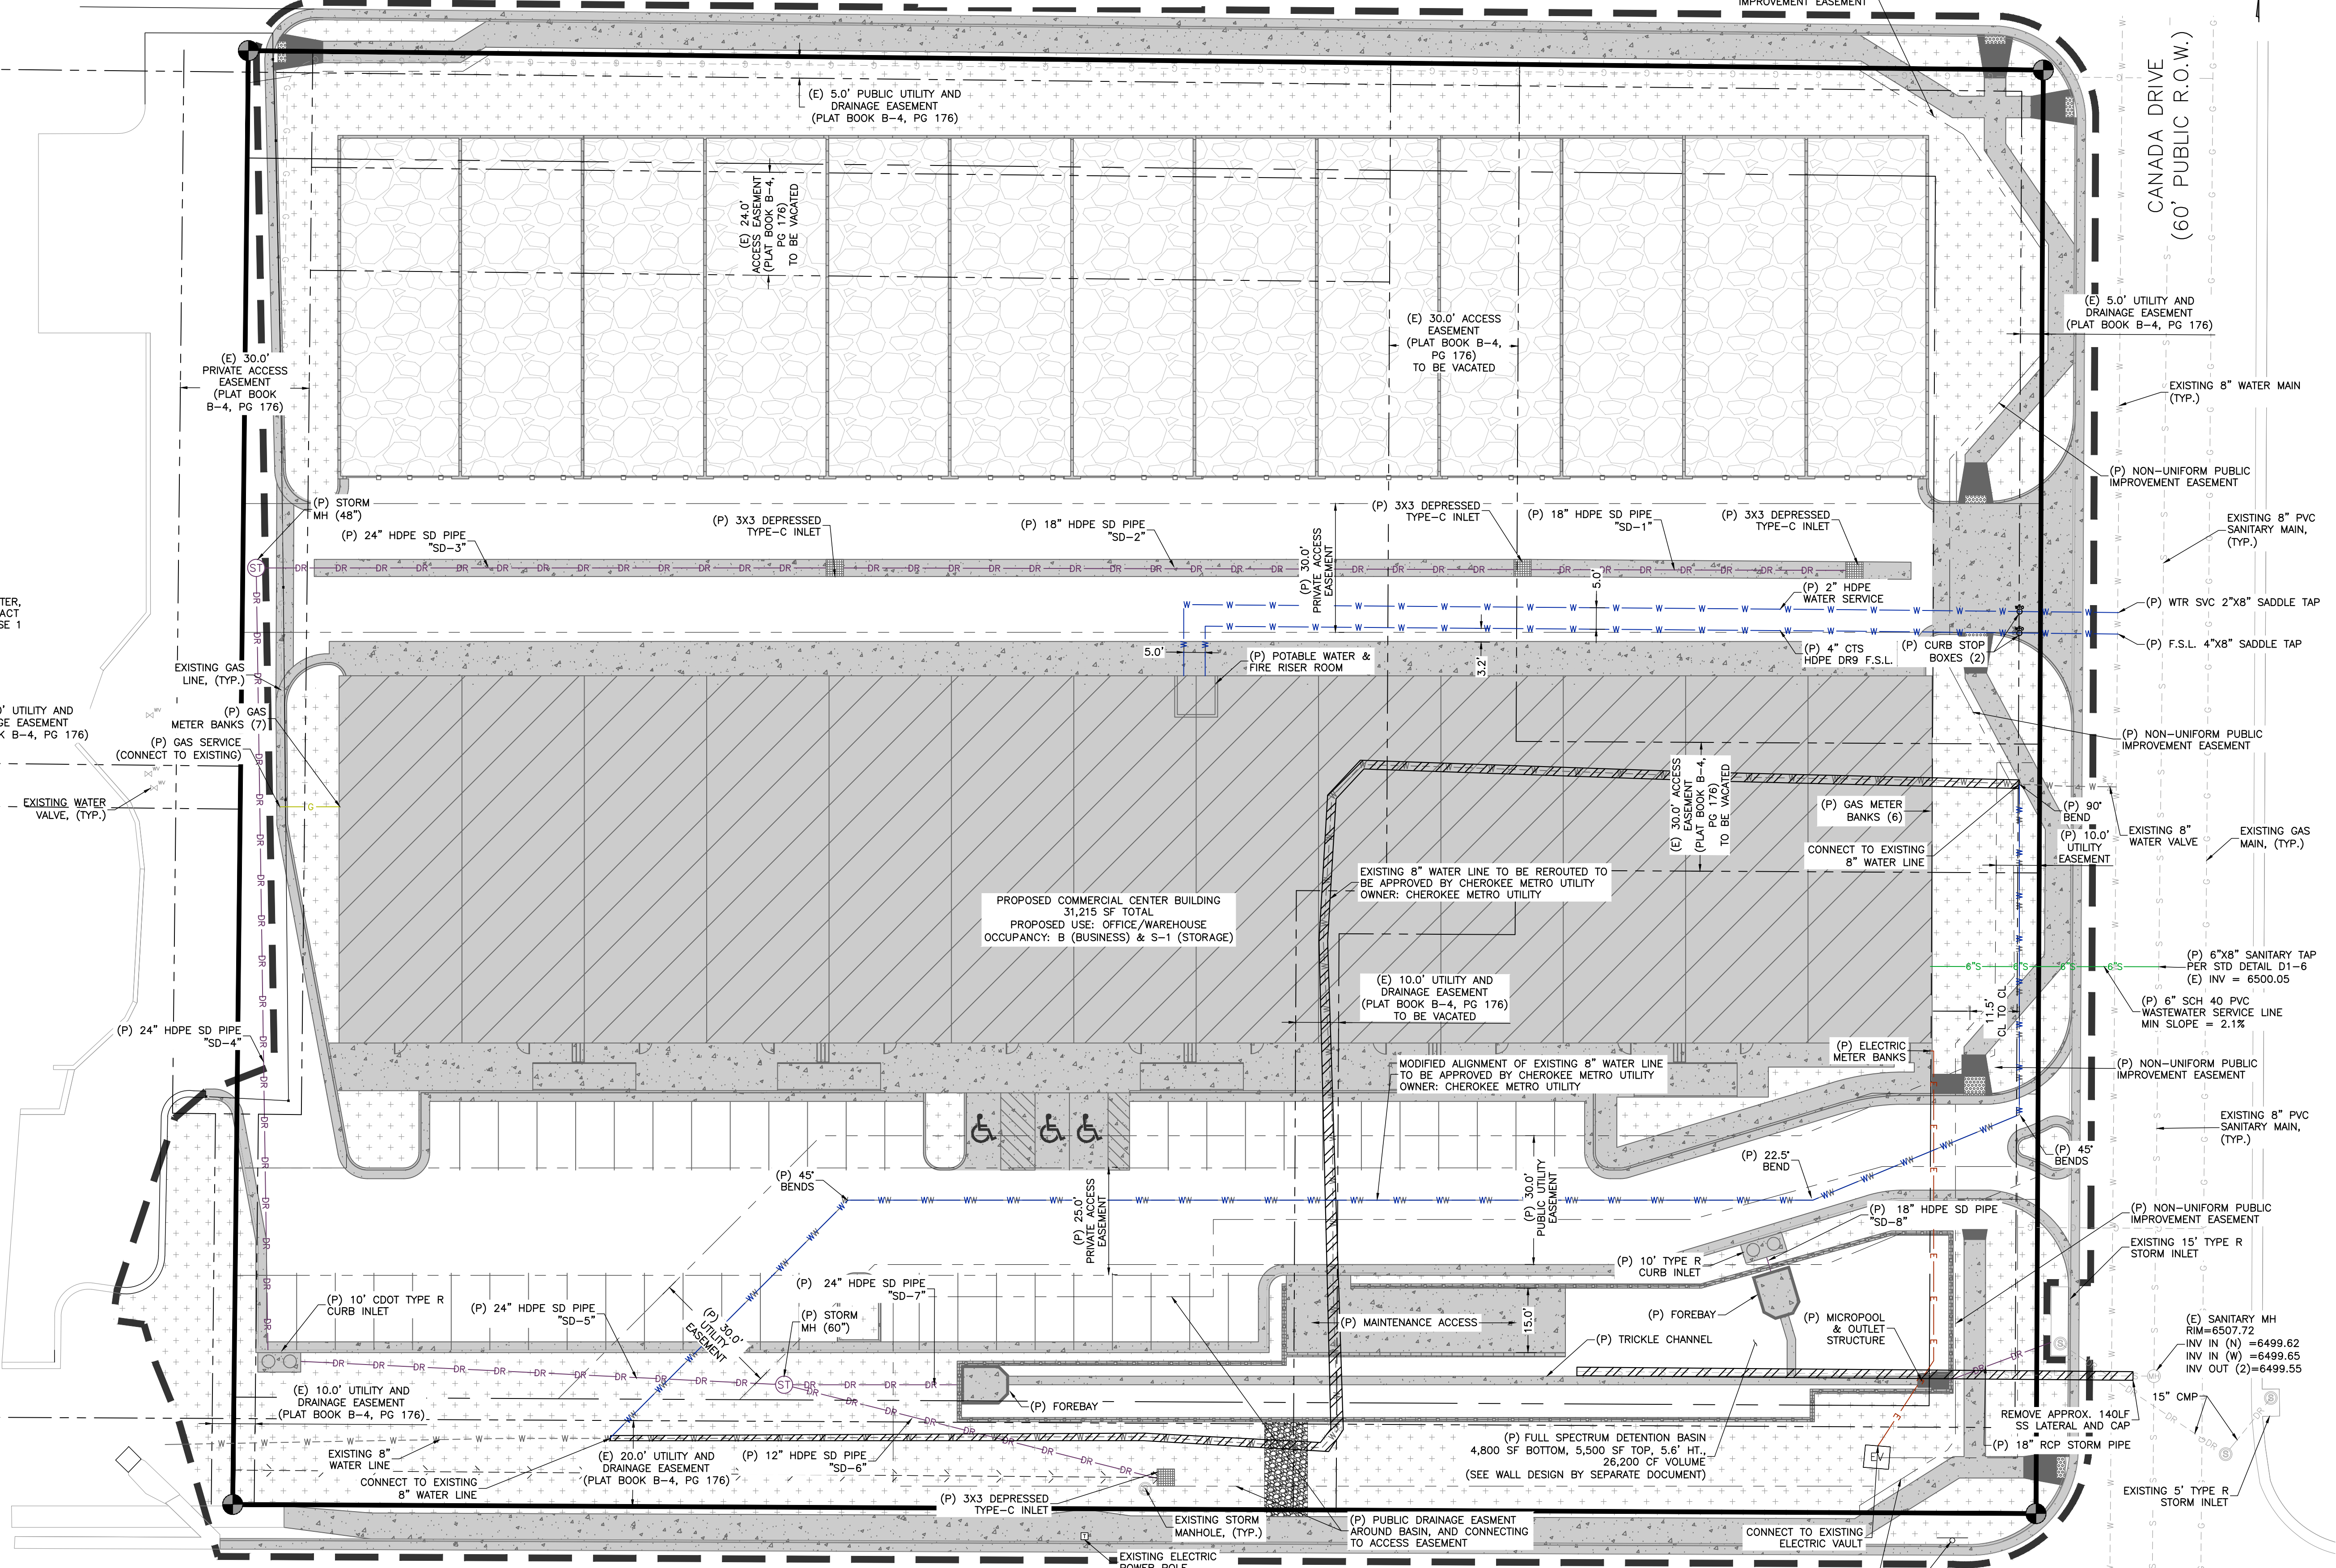 IMPROVEMENT EASEMENT
CANADA DRIVE
(60' PUBLIC R.O.W.)
(E) 5.0' PUBLIC UTILITY AND
DRAINAGE EASEMENT
(PLAT BOOK B-4, PG 176)
(E) 24.0'
ACCESS EASEMENT
(PLAT BOOK B-4,
PG 176)
TO BE VACATED
(E) 30.0' ACCESS
EASEMENT
(PLAT BOOK B-4,
PG 176)
TO BE VACATED
(E) 5.0' UTILITY AND
DRAINAGE EASEMENT
(PLAT BOOK B-4, PG 176)
(E) 30.0'
PRIVATE ACCESS
EASEMENT
(PLAT BOOK
B-4, PG 176)
EXISTING 8" WATER MAIN
(TYP.)
(P) NON-UNIFORM PUBLIC
IMPROVEMENT EASEMENT
EXISTING 8" PVC
SANITARY MAIN,
(TYP.)
(P) STORM
MH (48")
(P) 24" HDPE SD PIPE
"SD-3"
(P) 3X3 DEPRESSED
TYPE-C INLET
(P) 18" HDPE SD PIPE
"SD-2"
(P) 30.0'
PRIVATE ACCESS
EASEMENT
(P) 3X3 DEPRESSED
TYPE-C INLET
(P) 18" HDPE SD PIPE
"SD-1"
(P) 3X3 DEPRESSED
TYPE-C INLET
ST
5.0'
(P) 2" HDPE
WATER SERVICE
(P) WTR SVC 2"X8" SADDLE TAP
(P) F.S.L. 4"X8" SADDLE TAP
TER,
ACT
SE 1
5.0'
(P) POTABLE WATER &
FIRE RISER ROOM
3.2'
(P) 4" CTS
HDPE DR9 F.S.L.
(P) CURB STOP
BOXES (2)
EXISTING GAS
LINE, (TYP.)
0' UTILITY AND
GE EASEMENT
K B-4, PG 176)
(P) GAS
METER BANKS (7)
(P) GAS SERVICE
(CONNECT TO EXISTING)
(P) NON-UNIFORM PUBLIC
IMPROVEMENT EASEMENT
EXISTING WATER
VALVE, (TYP.)
G
(E) 30.0' ACCESS
EASEMENT
(PLAT BOOK B-4,
PG 176)
TO BE VACATED
(P) GAS METER
BANKS (6)
(P) 90°
BEND
EXISTING 8"
WATER VALVE
EXISTING GAS
MAIN, (TYP.)
(P) 10.0'
UTILITY
EASEMENT
CONNECT TO EXISTING
8" WATER LINE
EXISTING 8" WATER LINE TO BE REROUTED TO
BE APPROVED BY CHEROKEE METRO UTILITY
OWNER: CHEROKEE METRO UTILITY
PROPOSED COMMERCIAL CENTER BUILDING
31,215 SF TOTAL
PROPOSED USE: OFFICE/WAREHOUSE
OCCUPANCY: B (BUSINESS) & S-1 (STORAGE)
(E) 10.0' UTILITY AND
DRAINAGE EASEMENT
(PLAT BOOK B-4, PG 176)
TO BE VACATED
(P) 6"X8" SANITARY TAP
PER STD DETAIL D1-6
(E) INV = 6500.05
6"S 6"S 6"S 6"S
11.5'
CL TO CL
(P) 6" SCH 40 PVC
WASTEWATER SERVICE LINE
MIN SLOPE = 2.1%
(P) 24" HDPE SD PIPE
"SD-4"
(P) ELECTRIC
METER BANKS
MODIFIED ALIGNMENT OF EXISTING 8" WATER LINE
TO BE APPROVED BY CHEROKEE METRO UTILITY
OWNER: CHEROKEE METRO UTILITY
(P) NON-UNIFORM PUBLIC
IMPROVEMENT EASEMENT
EXISTING 8" PVC
SANITARY MAIN,
(TYP.)
(P) 45°
BENDS
(P) 45°
BENDS
(P) 22.5°
BEND
(P) 25.0'
PRIVATE ACCESS
EASEMENT
(P) 30.0'
PUBLIC UTILITY
EASEMENT
(P) 18" HDPE SD PIPE
"SD-8"
(P) NON-UNIFORM PUBLIC
IMPROVEMENT EASEMENT
EXISTING 15' TYPE R
STORM INLET
(P) 10' TYPE R
CURB INLET
(P) 10' CDOT TYPE R
CURB INLET
(P) 24" HDPE SD PIPE
"SD-5"
(P) 30.0'
UTILITY
EASEMENT
(P) 24" HDPE SD PIPE
"SD-7"
(P) STORM
MH (60")
(P) MAINTENANCE ACCESS
15.0'
(P) FOREBAY
(P) MICROPOOL
& OUTLET
STRUCTURE
(P) TRICKLE CHANNEL
(E) SANITARY MH
RIM=6507.72
INV IN (N) =6499.62
INV IN (W) =6499.65
INV OUT (2)=6499.55
ST
MH
(E) 10.0' UTILITY AND
DRAINAGE EASEMENT
(PLAT BOOK B-4, PG 176)
(P) FOREBAY
15" CMP
REMOVE APPROX. 140LF
SS LATERAL AND CAP
EXISTING 8"
WATER LINE
CONNECT TO EXISTING
8" WATER LINE
(E) 20.0' UTILITY AND
DRAINAGE EASEMENT
(PLAT BOOK B-4, PG 176)
(P) 12" HDPE SD PIPE
"SD-6"
(P) FULL SPECTRUM DETENTION BASIN
4,800 SF BOTTOM, 5,500 SF TOP, 5.6' HT.,
26,200 CF VOLUME
(SEE WALL DESIGN BY SEPARATE DOCUMENT)
EV
(P) 18" RCP STORM PIPE
EXISTING 5' TYPE R
STORM INLET
(P) 3X3 DEPRESSED
TYPE-C INLET
EXISTING STORM
MANHOLE, (TYP.)
(P) PUBLIC DRAINAGE EASMENT
AROUND BASIN, AND CONNECTING
TO ACCESS EASEMENT
CONNECT TO EXISTING
ELECTRIC VAULT
T
EXISTING ELECTRIC
POWER POLE